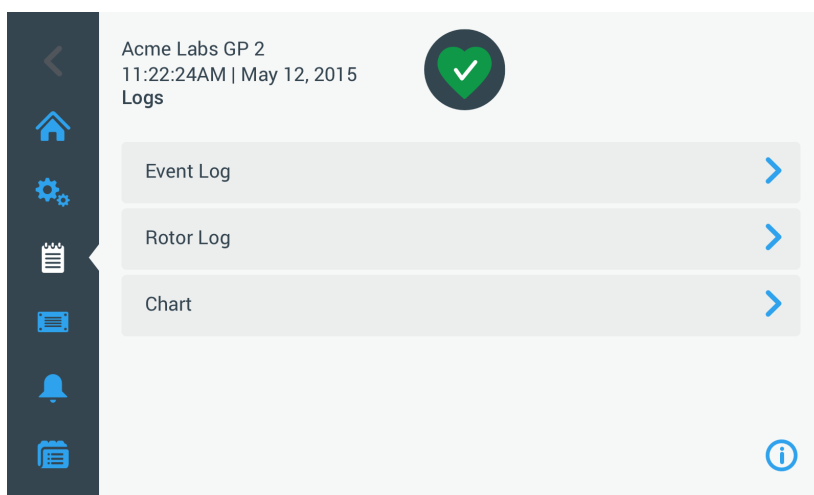 Acme Labs GP 2
11:22:24AM | May 12, 2015
Logs
Event Log
Rotor Log
Chart